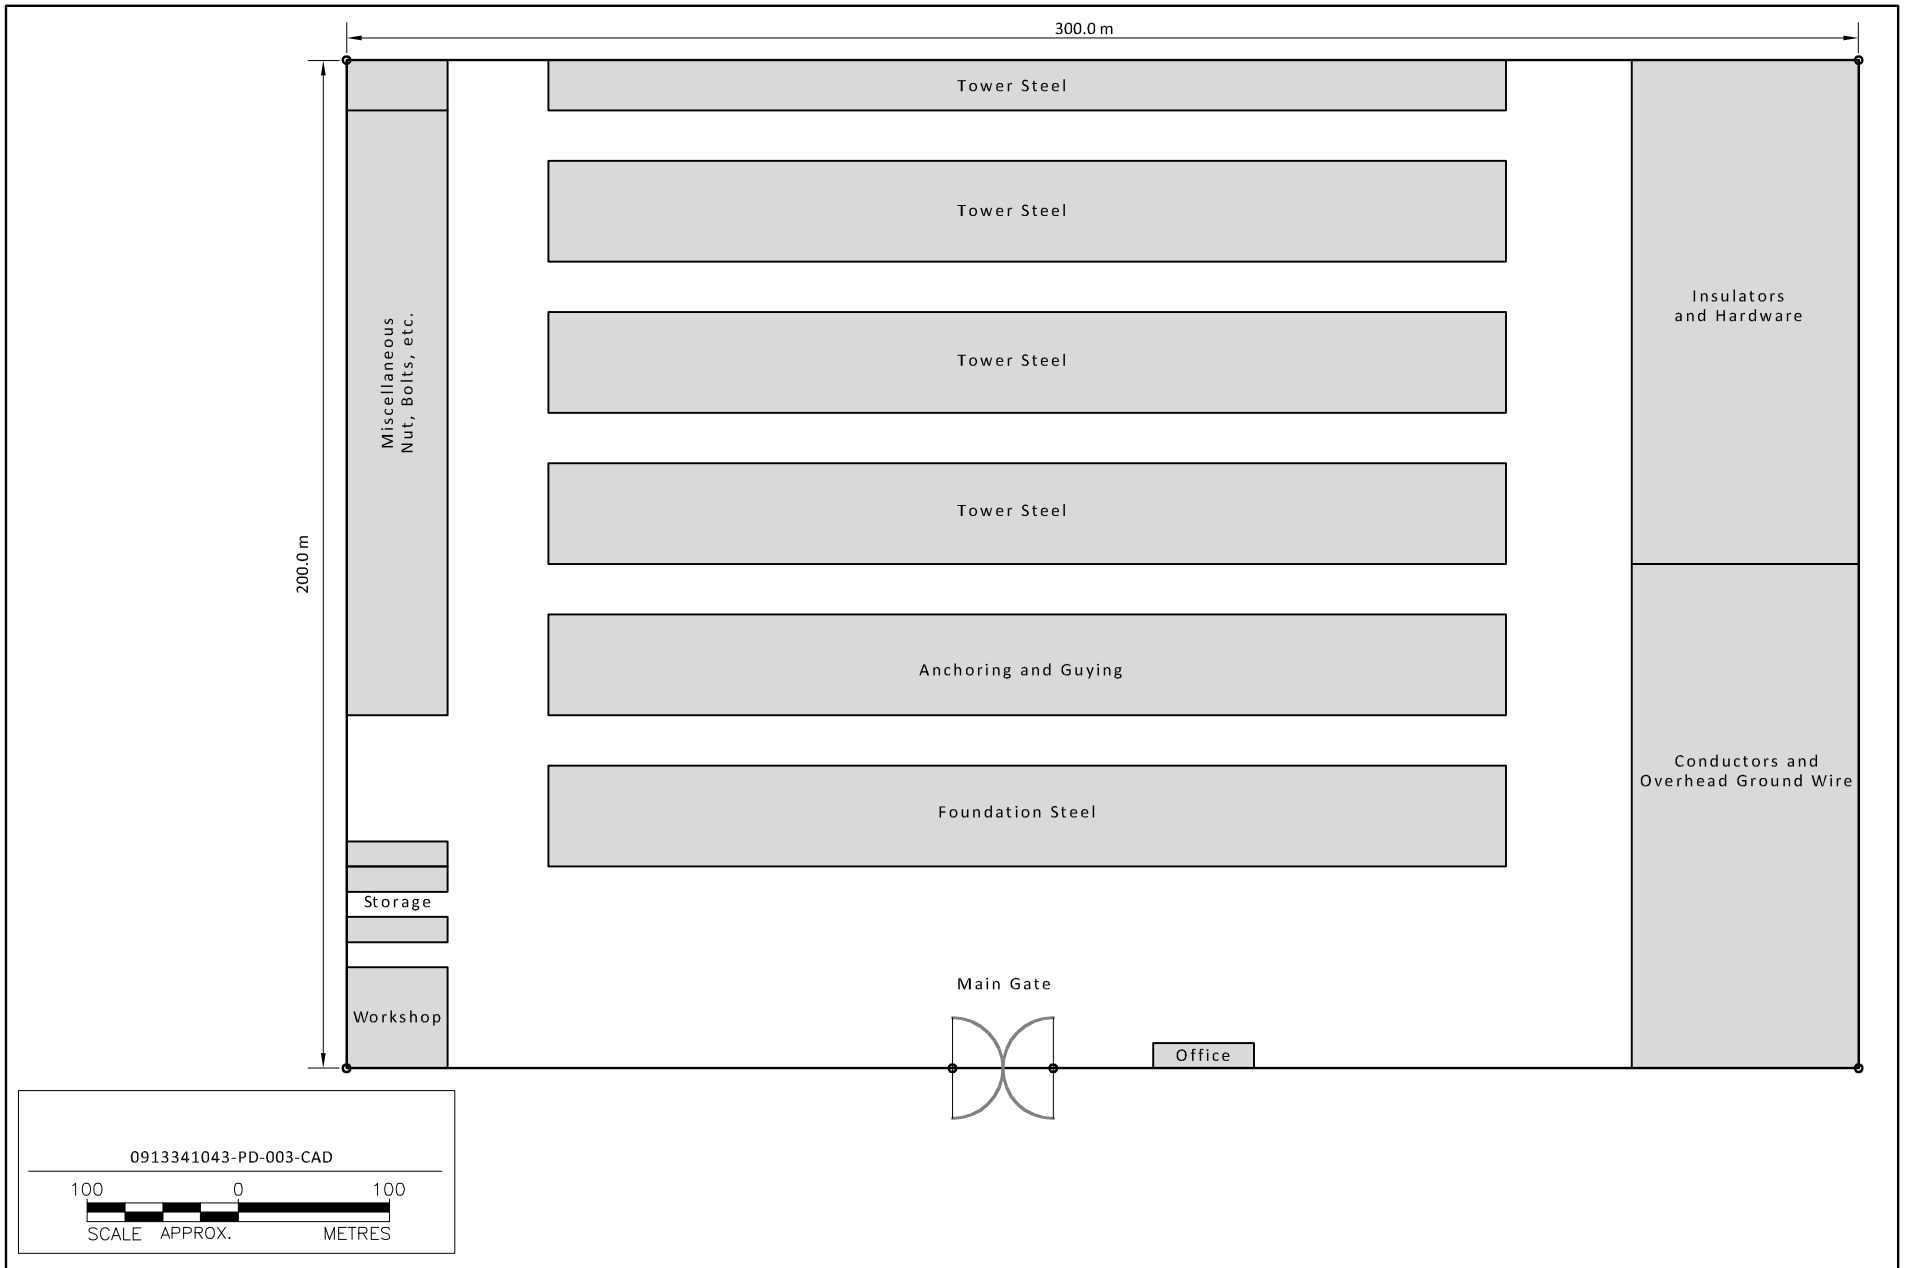 300.0 m
Tower Steel
Tower Steel
Insulators
and Hardware
Miscellaneous
Nut, Bolts, etc.
Tower Steel
Tower Steel
200.0 m
Anchoring and Guying
Conductors and
Overhead Ground Wire
Foundation Steel
Storage
Main Gate
Workshop
Office
0913341043-PD-003-CAD
100 0 100
SCALE APPROX. METRES